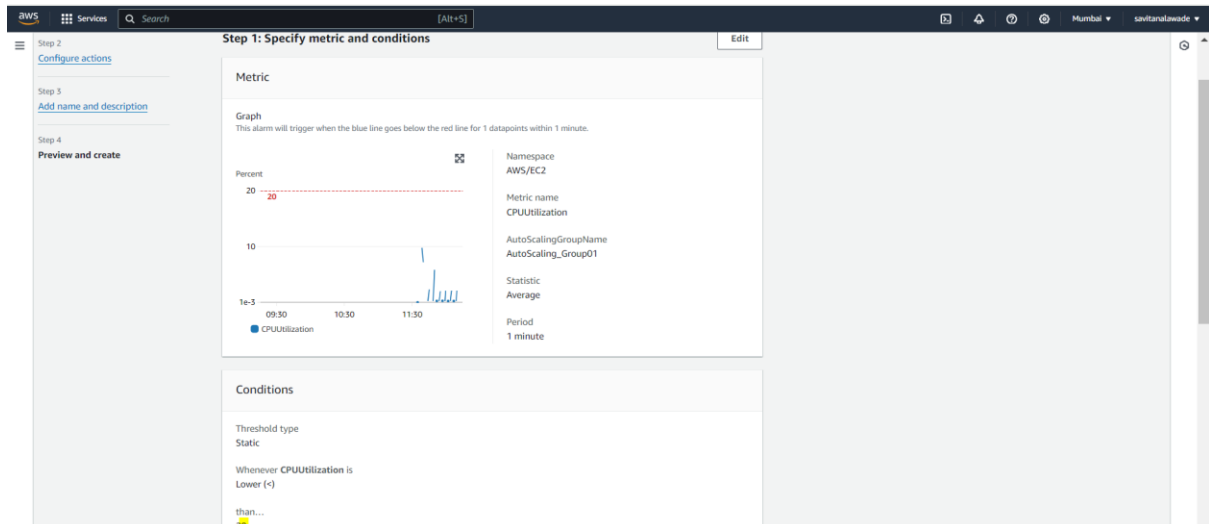 aws Services Search [Alt+S] Mumbai savitanalawade
Step 2
Configure actions
Step 3
Add name and description
Step 4
Preview and create
Step 1: Specify metric and conditions Edit
Metric
Graph
This alarm will trigger when the blue line goes below the red line for 1 datapoints within 1 minute.
Percent
20
20
10
1e-3
09:30 10:30 11:30
CPUUtilization
Namespace
AWS/EC2
Metric name
CPUUtilization
AutoScalingGroupName
AutoScaling_Group01
Statistic
Average
Period
1 minute
Conditions
Threshold type
Static
Whenever CPUUtilization is
Lower (<)
than...